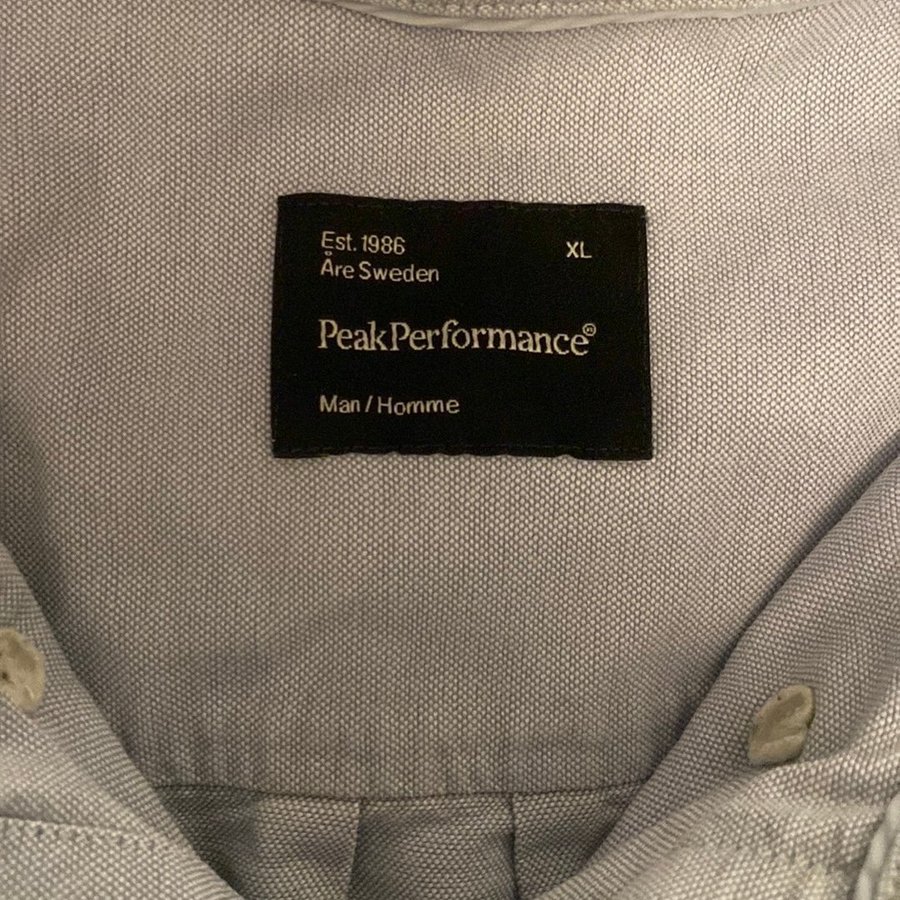 Est. 1986
XL
Åre Sweden
PeakPerformance®
Man / Homme